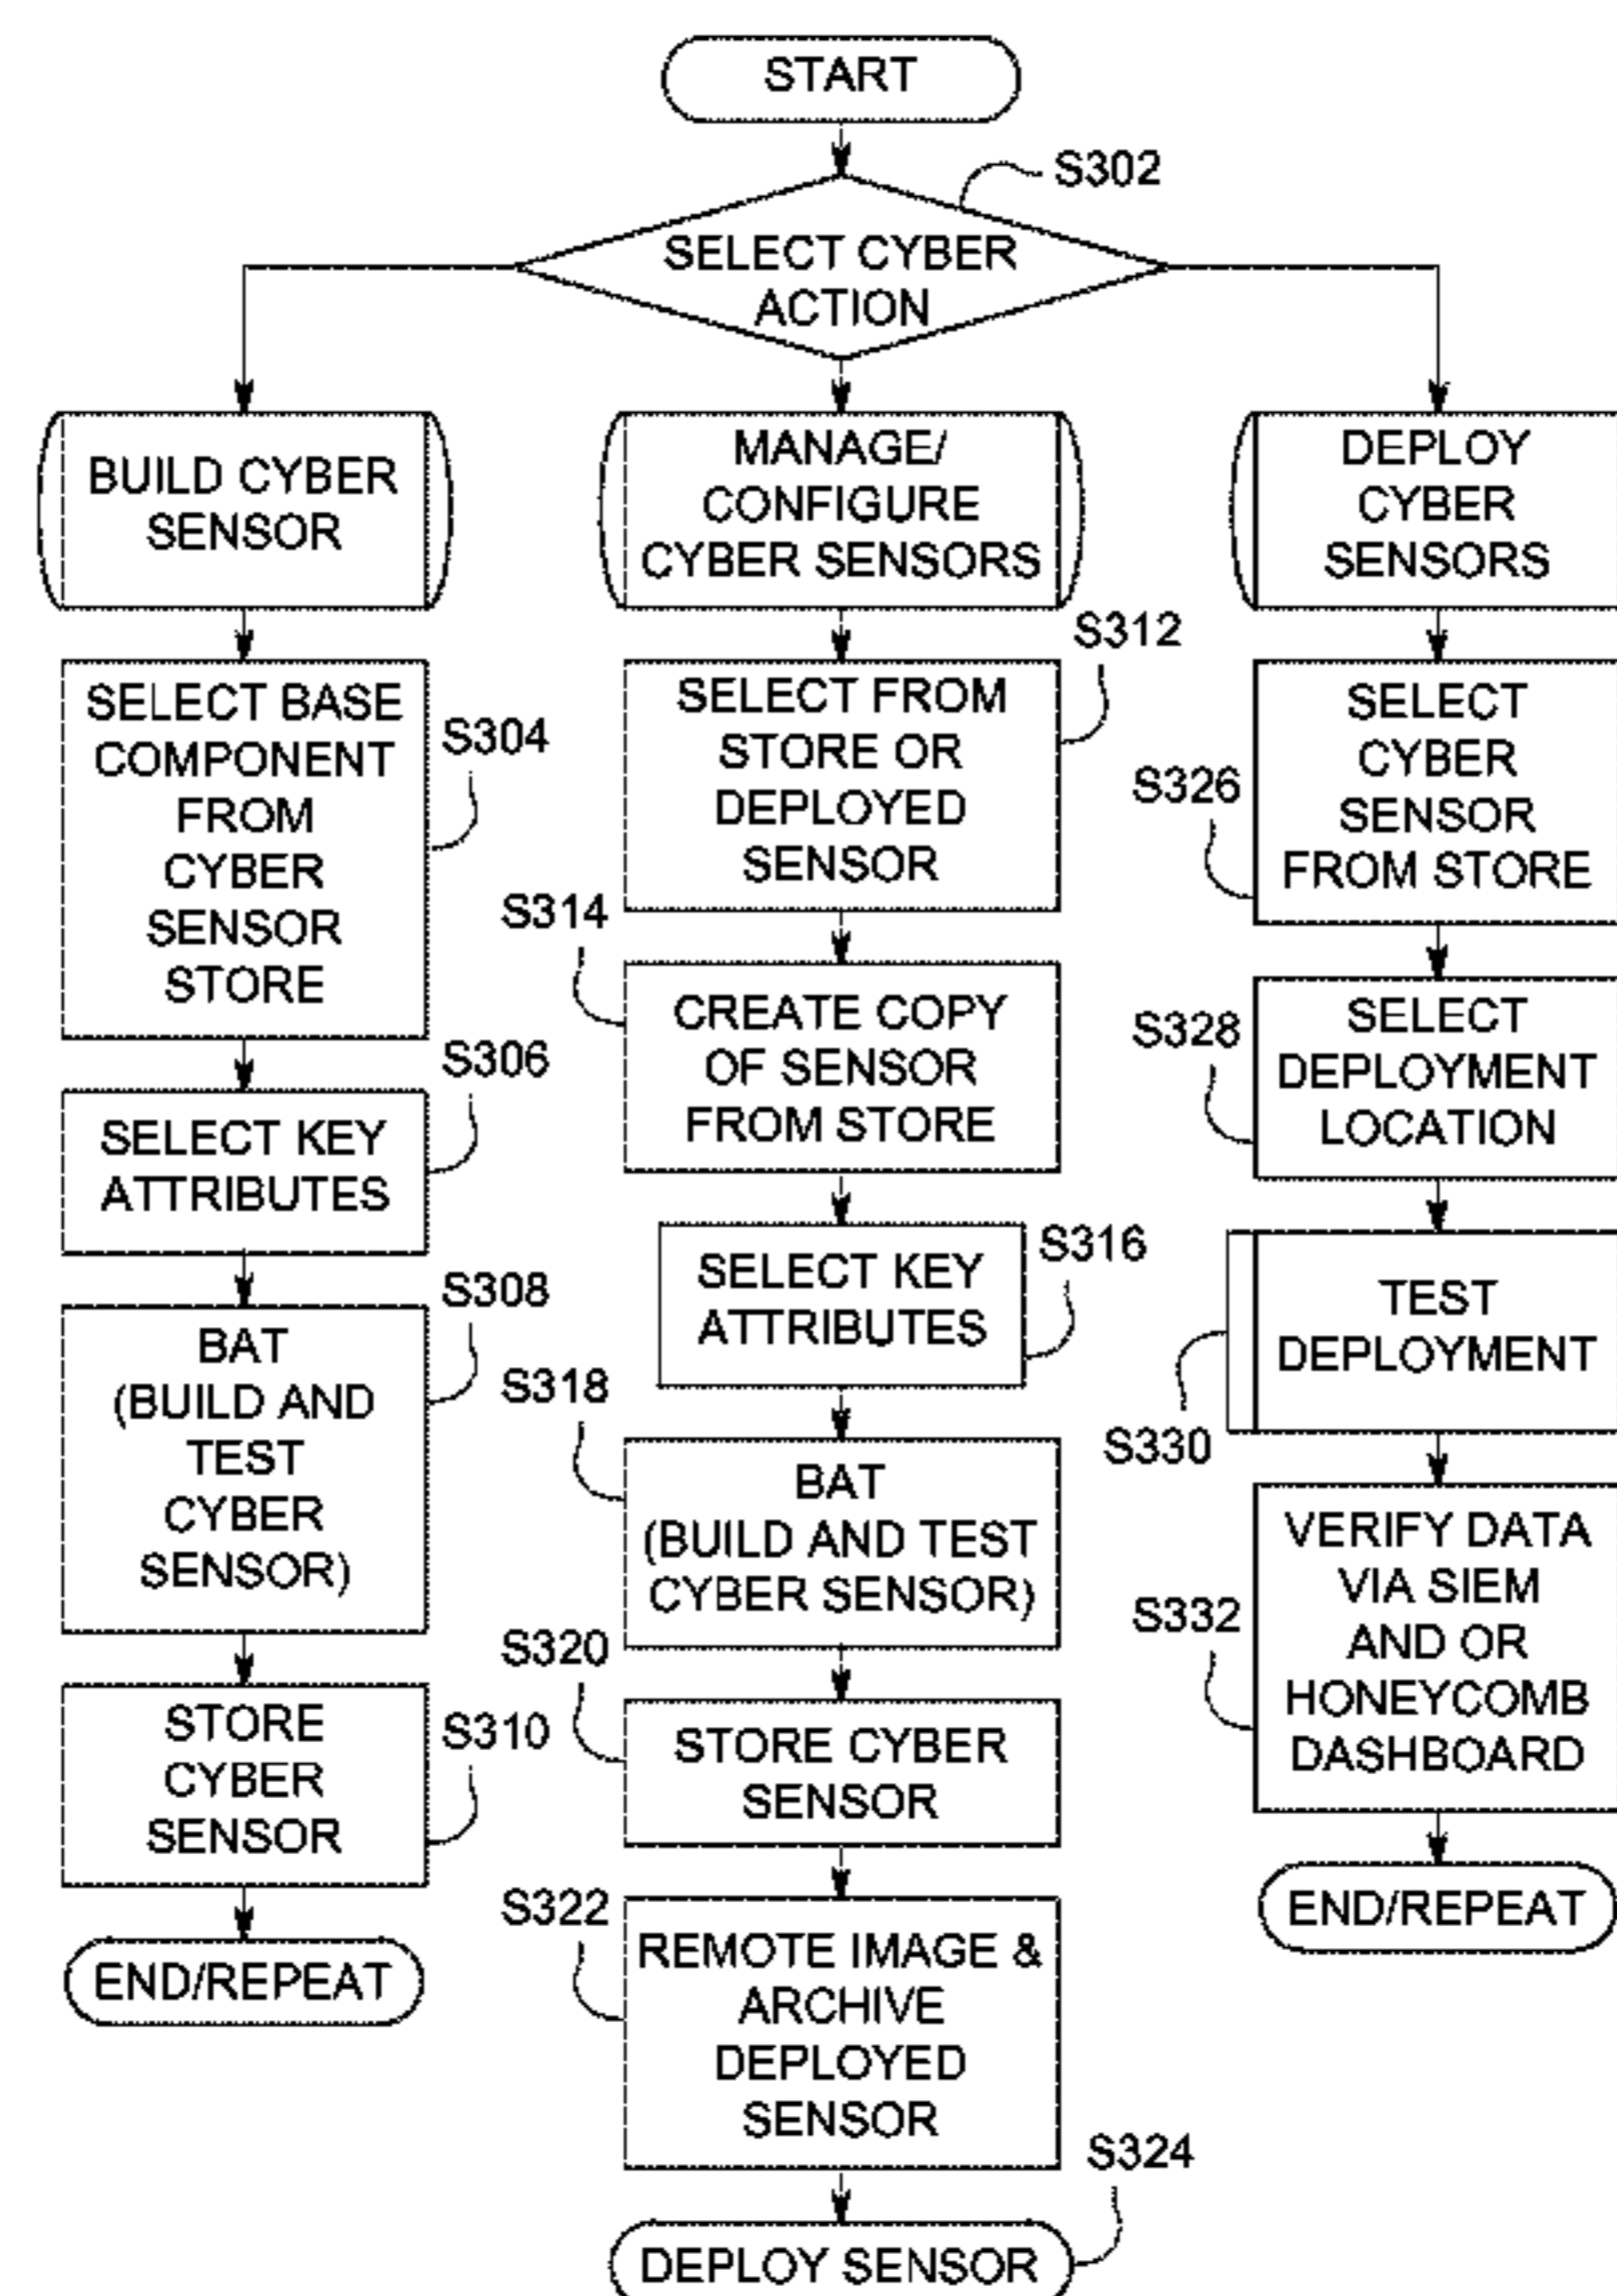 START
S302
SELECT CYBER
ACTION
BUILD CYBER
SENSOR
SELECT BASE
COMPONENT
FROM
CYBER
SENSOR
STORE
S304
SELECT KEY
ATTRIBUTES
S306
BAT
(BUILD AND
TEST
CYBER
SENSOR)
S308
STORE
CYBER
SENSOR
S310
END/REPEAT
MANAGE/
CONFIGURE
CYBER SENSORS
S312
SELECT FROM
STORE OR
DEPLOYED
SENSOR
S314
CREATE COPY
OF SENSOR
FROM STORE
S316
SELECT KEY
ATTRIBUTES
S318
BAT
(BUILD AND TEST
CYBER SENSOR)
S320
STORE CYBER
SENSOR
S322
REMOTE IMAGE &
ARCHIVE
DEPLOYED
SENSOR
S324
DEPLOY SENSOR
DEPLOY
CYBER
SENSORS
S326
SELECT
CYBER
SENSOR
FROM STORE
S328
SELECT
DEPLOYMENT
LOCATION
TEST
DEPLOYMENT
S330
VERIFY DATA
VIA SIEM
AND OR
HONEYCOMB
DASHBOARD
S332
END/REPEAT